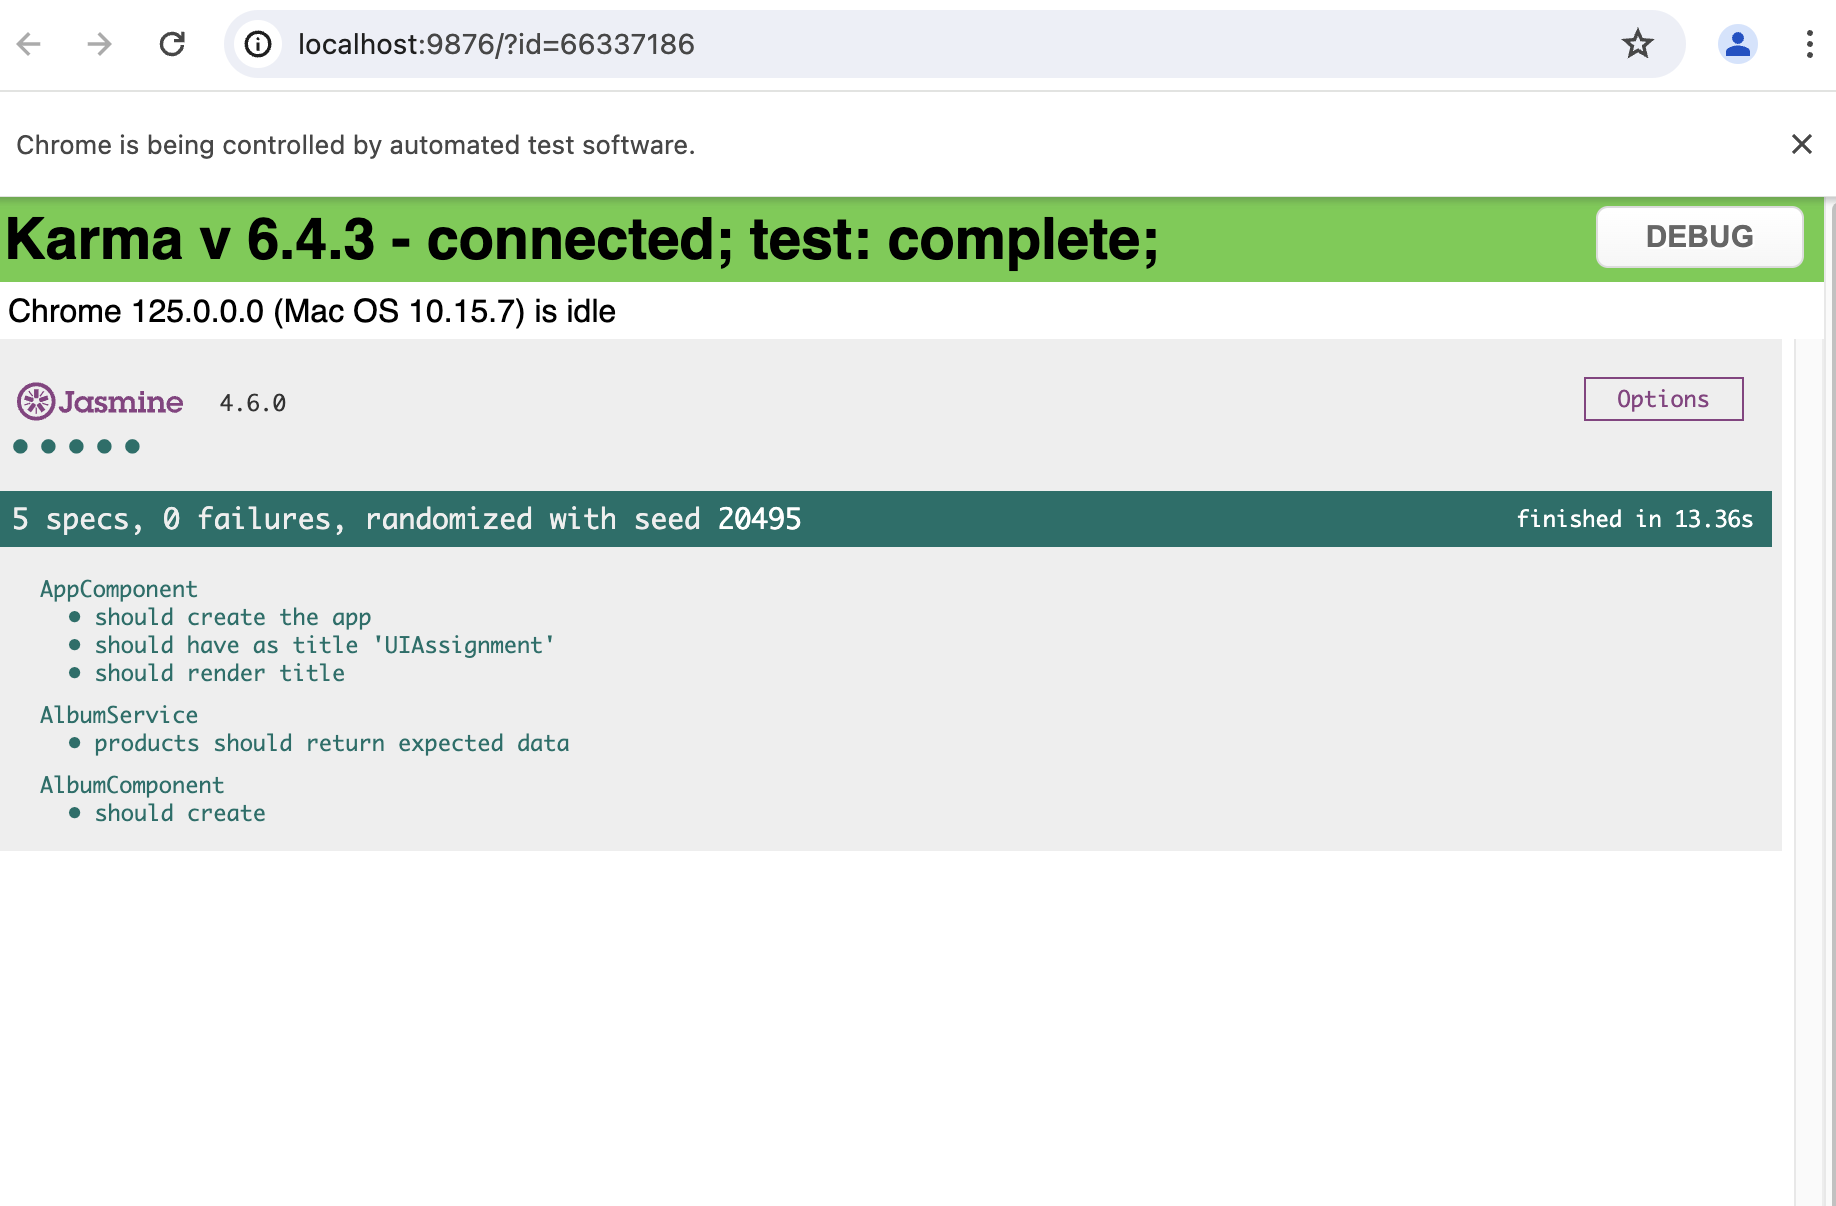 localhost:9876/?id=66337186
Chrome is being controlled by automated test software.
Karma v 6.4.3 - connected; test: complete;
DEBUG
Chrome 125.0.0.0 (Mac OS 10.15.7) is idle
Jasmine 4.6.0
Options
5 specs, 0 failures, randomized with seed 20495
finished in 13.36s
AppComponent
• should create the app
• should have as title 'UIAssignment'
• should render title
AlbumService
• products should return expected data
AlbumComponent
• should create